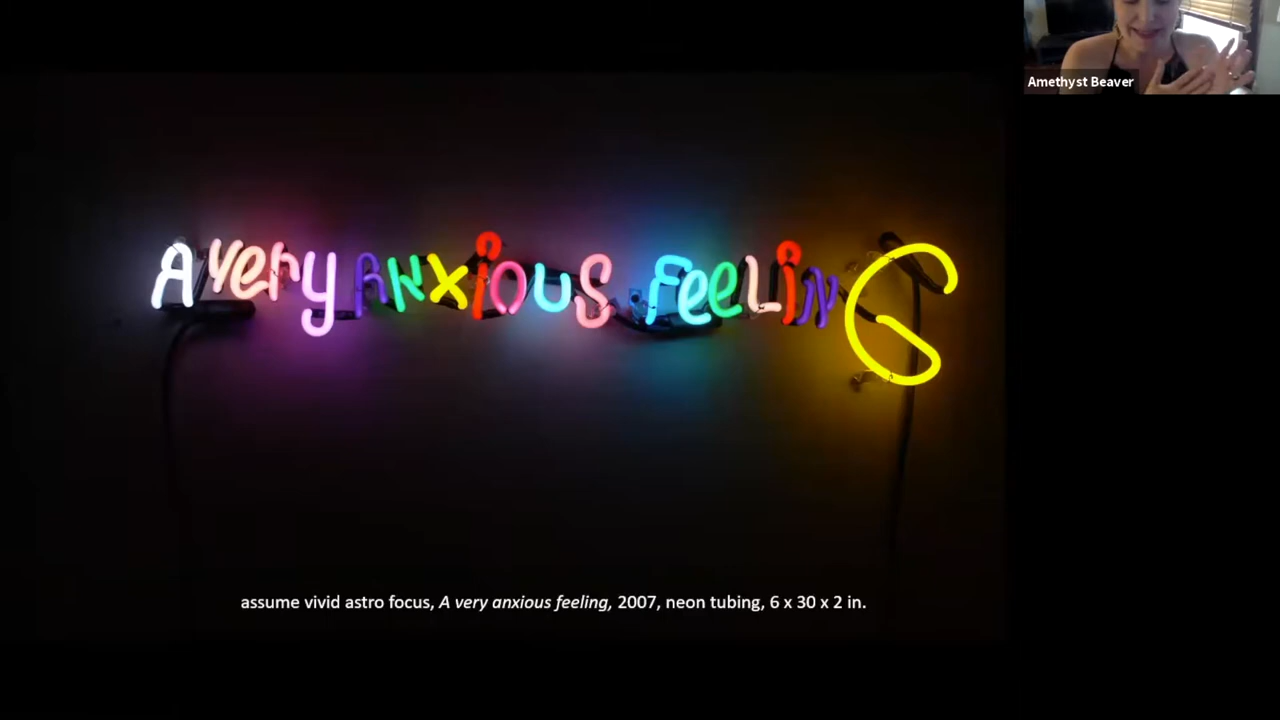 Amethyst Beaver
A very ANXiOUS FeeLiNG
assume vivid astro focus, A very anxious feeling, 2007, neon tubing, 6 x 30 x 2 in.